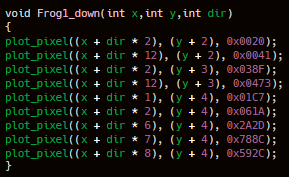 void Frog1_down(int x,int y,int dir)
{
plot_pixel((x + dir * 2), (y + 2), 0x0020);
plot_pixel((x + dir * 12), (y + 2), 0x0041);
plot_pixel((x + dir * 2), (y + 3), 0x038F);
plot_pixel((x + dir * 12), (y + 3), 0x0473);
plot_pixel((x + dir * 1), (y + 4), 0x01C7);
plot_pixel((x + dir * 2), (y + 4), 0x061A);
plot_pixel((x + dir * 6), (y + 4), 0x2A2D);
plot_pixel((x + dir * 7), (y + 4), 0x788C);
plot_pixel((x + dir * 8), (y + 4), 0x592C);
}